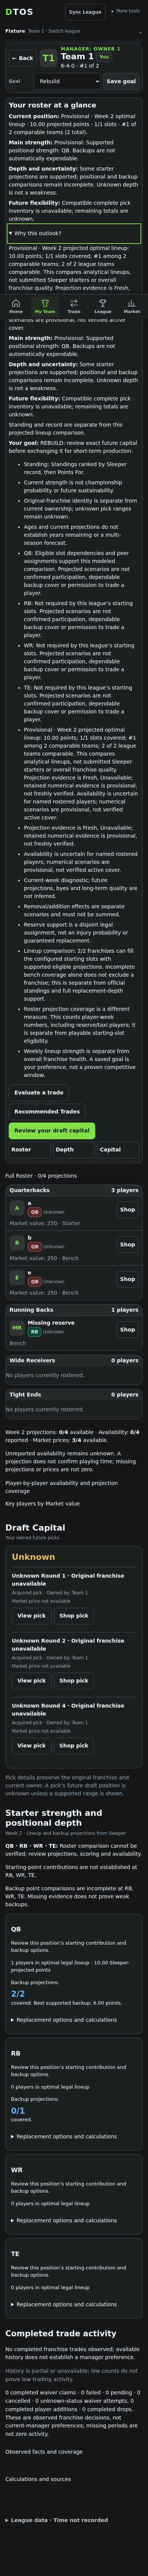 DTOS
Sync League
▸ More tools
Fixture Team 1 · Switch league
← Back
T1
MANAGER: OWNER 1
Team 1 You
6-4-0 · #1 of 2
Goal
Rebuild
Save goal
Your roster at a glance
Current position: Provisional · Week 2 optimal
lineup · 10.00 projected points · 1/1 slots · #1 of
2 comparable teams (2 total).
Main strength: Provisional: Supported
positional strength: QB. Backups are not
automatically expendable.
Depth and uncertainty: Some starter
projections are supported; positional and backup
comparisons remain incomplete. Unknown depth
is not a weakness.
Future flexibility: Compatible complete pick
inventory is unavailable; remaining totals are
unknown.
▾ Why this outlook?
Provisional · Week 2 projected optimal lineup:
10.00 points; 1/1 slots covered; #1 among 2
comparable teams; 2 of 2 league teams
comparable. This compares analytical lineups,
not submitted Sleeper starters or overall
franchise quality. Projection evidence is Fresh,
Home
My Team
Trade
League
Market
scenarios are provisional, not verified active
cover.
Main strength: Provisional: Supported
positional strength: QB. Backups are not
automatically expendable.
Depth and uncertainty: Some starter
projections are supported; positional and backup
comparisons remain incomplete. Unknown depth
is not a weakness.
Future flexibility: Compatible complete pick
inventory is unavailable; remaining totals are
unknown.
Standing and record are separate from this
projected lineup comparison.
Your goal: REBUILD: review exact future capital
before exchanging it for short-term production.
• Standing: Standings ranked by Sleeper
record, then Points For.
• Current strength is not championship
probability or future sustainability.
• Original-franchise identity is separate from
current ownership; unknown pick ranges
remain unknown.
• Ages and current projections do not
establish years remaining or a multi-
season forecast.
• QB: Eligible slot dependencies and peer
assignments support this modeled
comparison. Projected scenarios are not
confirmed participation, dependable
backup coverage or permission to trade a
player.
• RB: Not required by this league's starting
slots. Projected scenarios are not
confirmed participation, dependable
backup coverage or permission to trade a
player.
• WR: Not required by this league's starting
slots. Projected scenarios are not
confirmed participation, dependable
backup coverage or permission to trade a
player.
• TE: Not required by this league's starting
slots. Projected scenarios are not
confirmed participation, dependable
backup coverage or permission to trade a
player.
• Provisional · Week 2 projected optimal
lineup: 10.00 points; 1/1 slots covered; #1
among 2 comparable teams; 2 of 2 league
teams comparable. This compares
analytical lineups, not submitted Sleeper
starters or overall franchise quality.
Projection evidence is Fresh, Unavailable;
retained numerical evidence is provisional,
not freshly verified. Availability is uncertain
for named rostered players; numerical
scenarios are provisional, not verified
active cover.
• Projection evidence is Fresh, Unavailable;
retained numerical evidence is provisional,
not freshly verified.
• Availability is uncertain for named rostered
players; numerical scenarios are
provisional, not verified active cover.
• Current-week diagnostic; future
projections, byes and long-term quality are
not inferred.
• Removal/addition effects are separate
scenarios and must not be summed.
• Reserve support is a disjoint legal
assignment, not an injury probability or
guaranteed replacement.
• Lineup comparison: 2/2 franchises can fill
the configured starting slots with
supported eligible projections. Incomplete
bench coverage alone does not make a
franchise; this is separate from official
participation and backup-depth depth
support.
• Roster projection coverage is a different
measure. This counts player-week
projections, including reserve/taxi players; it
is separate from playable starting-slot
eligibility.
• Weekly lineup strength is separate from
overall franchise health. A saved goal is
your preference, not a proven competitive
window.
Evaluate a trade
Recommended Trades
Review your draft capital
Roster
Depth
Capital
Full Roster · 0/4 projections
Quarterbacks 3 players
A
a
QB Unknown
Shop
Market value: 250 · Starter
B
b
QB Unknown
Shop
Market value: 250 · Bench
E
e
QB Unknown
Shop
Market value: 250 · Bench
Running Backs 1 players
MR
Missing reserve
RB Unknown
Shop
Bench
Wide Receivers 0 players
No players currently rostered.
Tight Ends 0 players
No players currently rostered.
Week 2 projections: 0/4 available · Availability: 0/4
reported · Market prices: 3/4 available.
Unreported availability remains unknown. A
projection does not confirm playing time; missing
projections or prices are not zero.
Player-by-player availability and projection
coverage
Key players by Market value
Draft Capital
Your owned future picks
Unknown
Unknown Round 1 · Original franchise
unavailable
Acquired pick · Owned by: Team 1
Market price not available
View pick
Shop pick
Unknown Round 2 · Original franchise
unavailable
Acquired pick · Owned by: Team 1
Market price not available
View pick
Shop pick
Unknown Round 4 · Original franchise
unavailable
Acquired pick · Owned by: Team 1
Market price not available
View pick
Shop pick
Pick details preserve the original franchise and
current owner. A pick's future draft position is
unknown unless a supported range is shown.
Starter strength and
positional depth
Week 2 · Lineup and backup projections from Sleeper
QB · RB · WR · TE: Roster comparison cannot be
verified; review projections, scoring and availability.
Starting-point contributions are not established at
RB, WR, TE.
Backup point comparisons are incomplete at RB,
WR, TE. Missing evidence does not prove weak
backups.
QB
Review this position's starting contribution and
backup options.
1 players in optimal legal lineup · 10.00 Sleeper-
projected points
Backup projections:
2/2
covered. Best supported backup: 6.00 points.
▸ Replacement options and calculations
RB
Review this position's starting contribution and
backup options.
0 players in optimal legal lineup
Backup projections:
0/1
covered.
▸ Replacement options and calculations
WR
Review this position's starting contribution and
backup options.
0 players in optimal legal lineup
▸ Replacement options and calculations
TE
Review this position's starting contribution and
backup options.
0 players in optimal legal lineup
▸ Replacement options and calculations
Completed trade activity
No completed franchise trades observed; available
history does not establish a manager preference.
History is partial or unavailable; low counts do not
prove low trading activity.
0 completed waiver claims · 0 failed · 0 pending · 0
cancelled · 0 unknown-status waiver attempts. 0
completed player additions · 0 completed drops.
These are observed franchise decisions, not
current-manager preferences; missing periods are
not zero activity.
Observed facts and coverage
Calculations and sources
▸ League data · Time not recorded